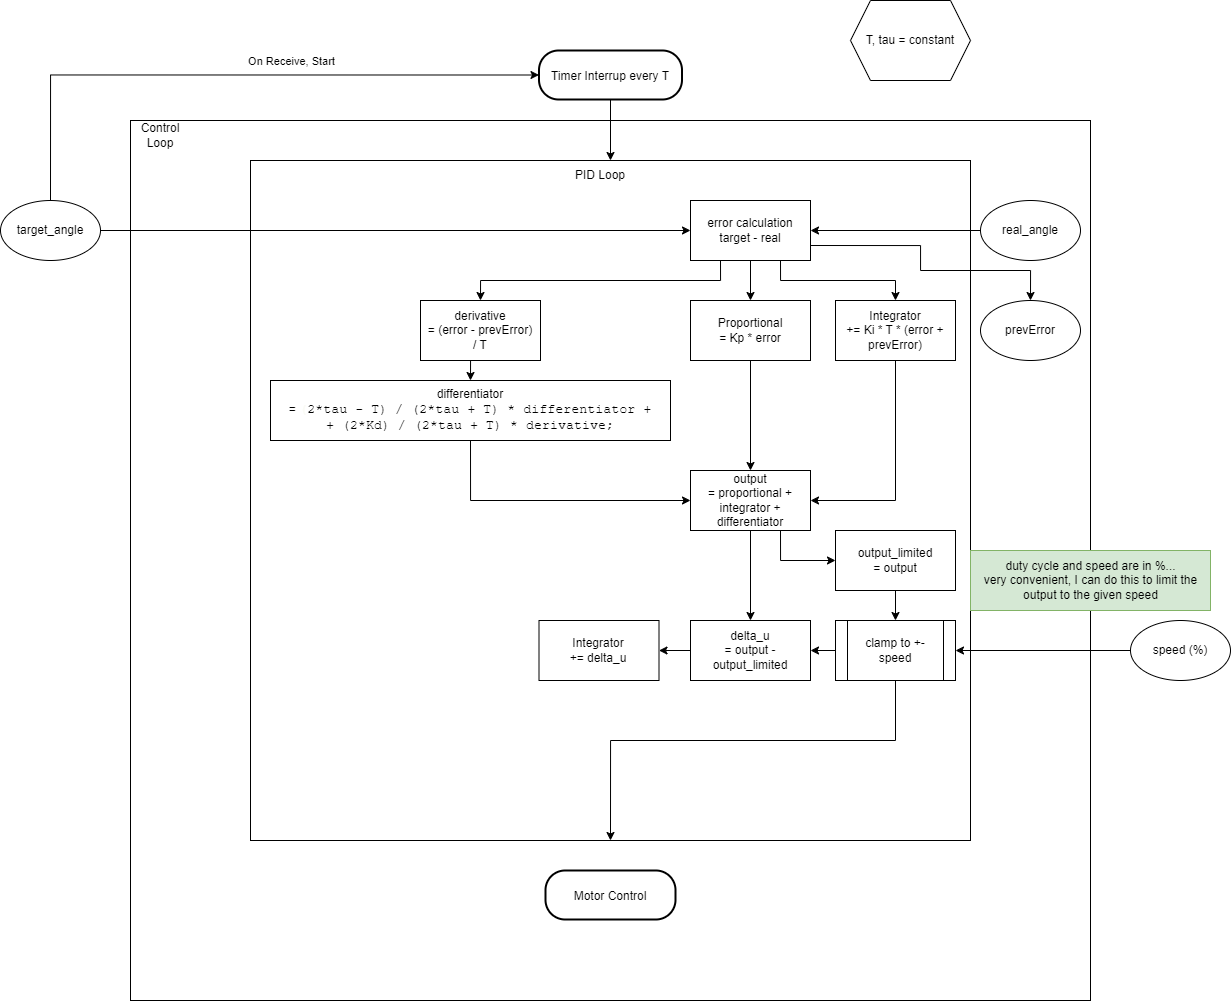 T, tau = constant
On Receive, Start
Timer Interrup every T
Control
Loop
PID Loop
target_angle
error calculation
target - real
real_angle
derivative
= (error - prevError)
/ T
Proportional
= Kp * error
Integrator
+= Ki * T * (error +
prevError)
prevError
differentiator
= 2*tau - T) / (2*tau + T) * differentiator +
+ (2*Kd) / (2*tau + T) * derivative;
output
= proportional +
integrator +
differentiator
output_limited
= output
duty cycle and speed are in %...
very convenient, I can do this to limit the
output to the given speed
Integrator
+= delta_u
delta_u
= output -
output_limited
clamp to +-
speed
speed (%)
Motor Control